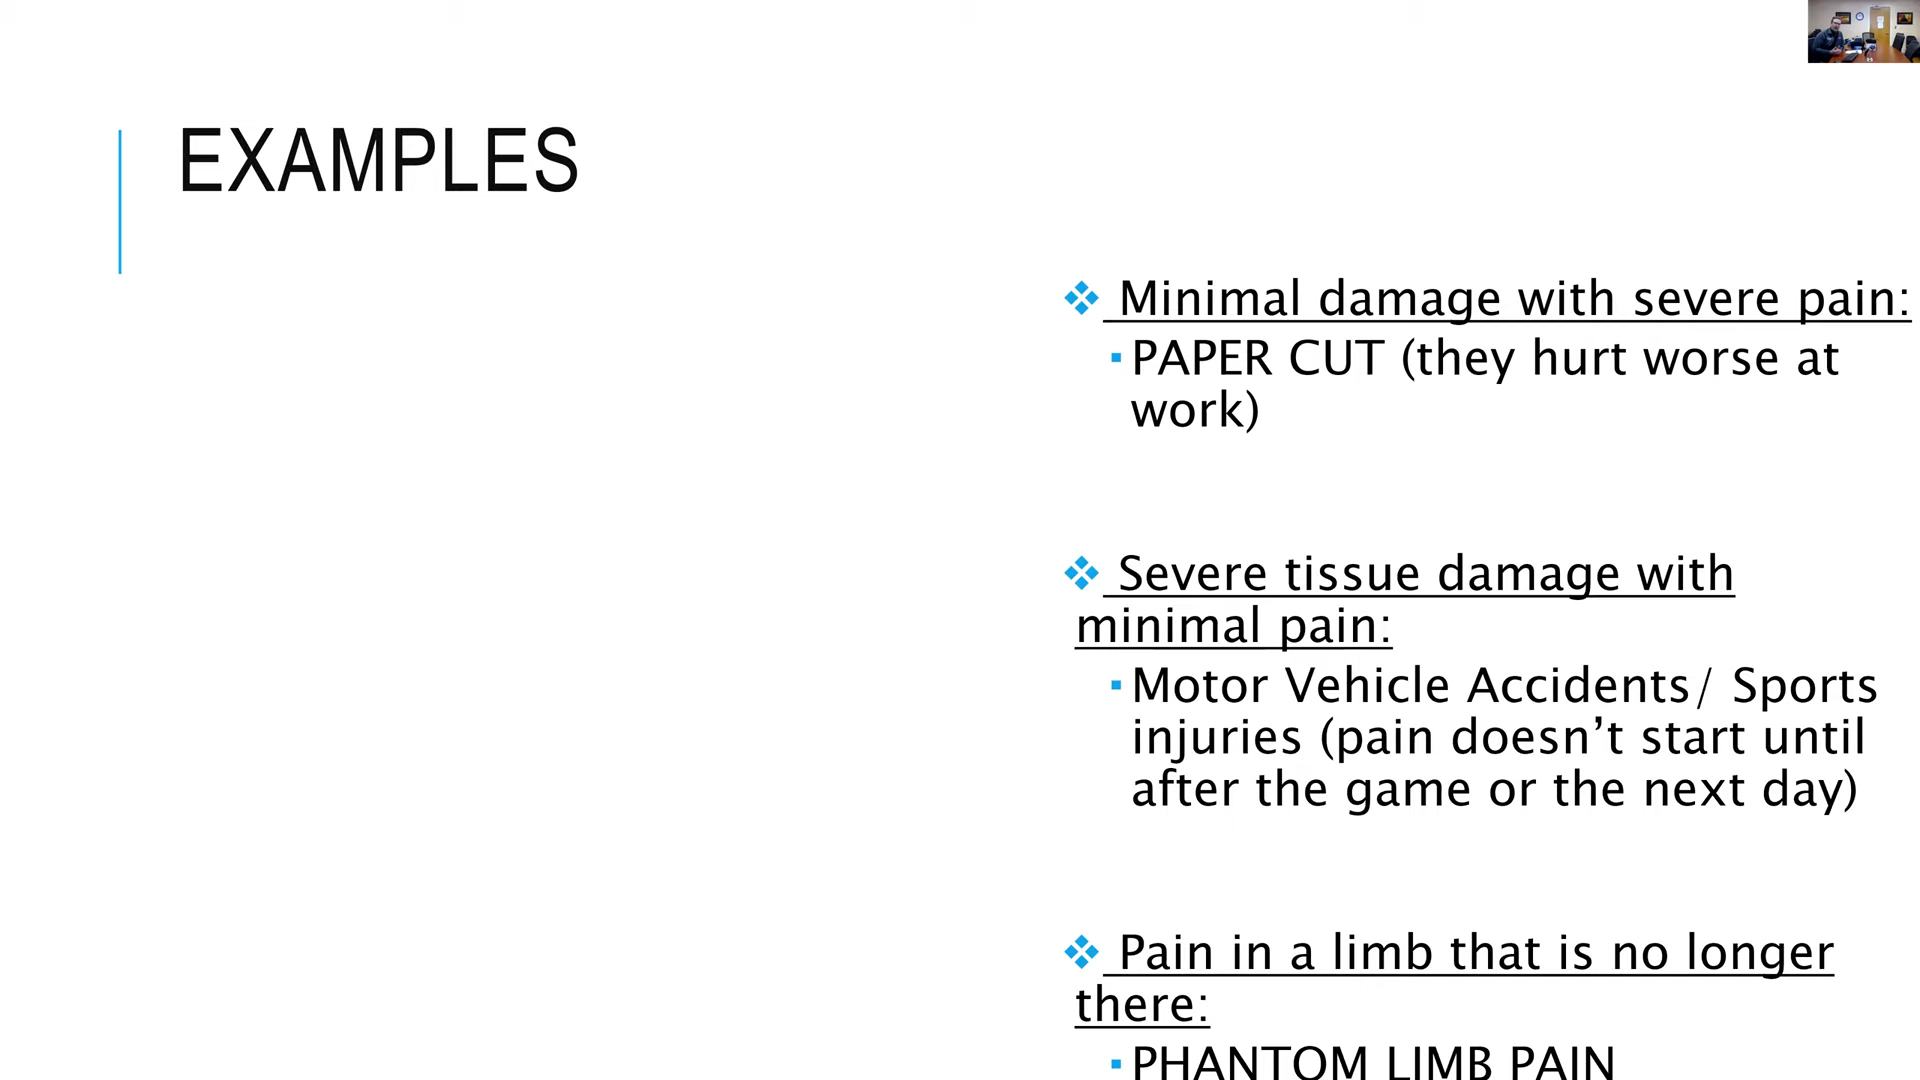 EXAMPLES
Minimal damage with severe pain:
PAPER CUT (they hurt worse at
work)
Severe tissue damage with
minimal pain:
Motor Vehicle Accidents/ Sports
injuries (pain doesn’t start until
after the game or the next day)
Pain in a limb that is no longer
there:
PHANTOM LIMB PAIN